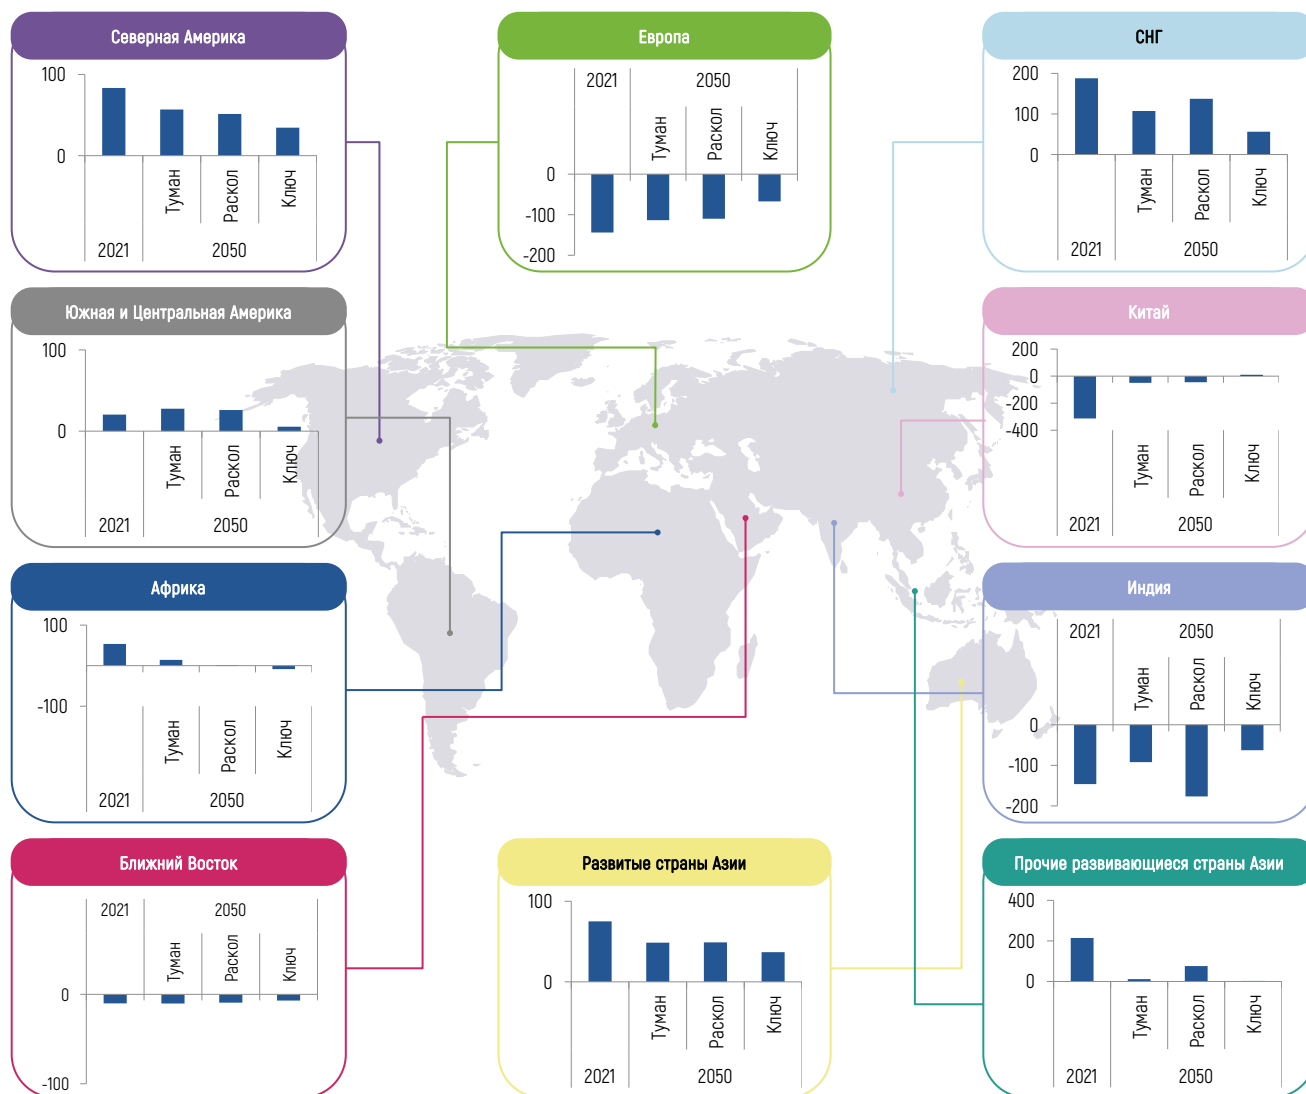 Северная Америка
100
0
Туман
Раскол
Ключ
2021
2050
Европа
2021
2050
Туман
Раскол
Ключ
0
-100
-200
СНГ
200
100
0
Туман
Раскол
Ключ
2021
2050
Южная и Центральная Америка
100
0
Туман
Раскол
Ключ
2021
2050
Китай
200
0
-200
-400
Туман
Раскол
Ключ
2021
2050
Африка
100
-100
Туман
Раскол
Ключ
2021
2050
Индия
2021
2050
Туман
Раскол
Ключ
0
-100
-200
Ближний Восток
2021
2050
Туман
Раскол
Ключ
0
-100
Развитые страны Азии
100
0
Туман
Раскол
Ключ
2021
2050
Прочие развивающиеся страны Азии
400
200
0
Туман
Раскол
Ключ
2021
2050